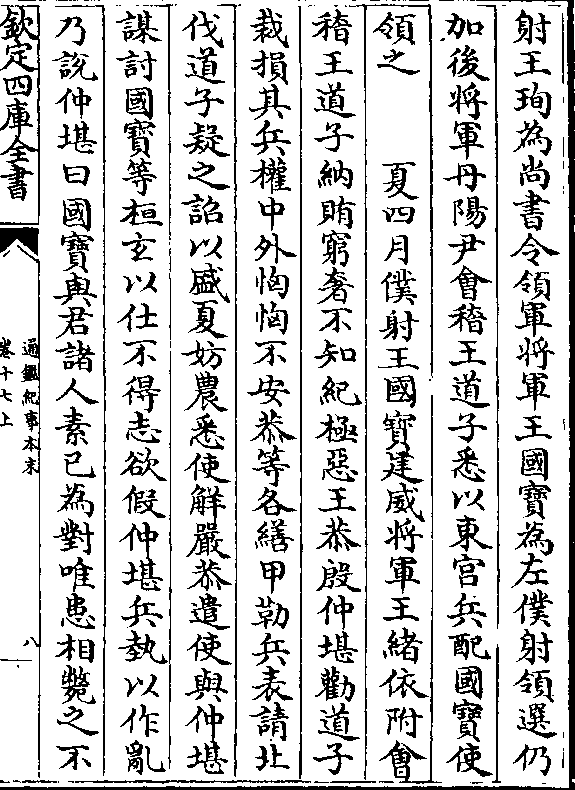 射王珣為尚書令領軍将軍王國寳為左僕射領選仍
加後將軍丹陽尹會稽王道子悉以東宫兵配國寳使
領之　　夏四月僕射王國寳建威將軍王緒依附會
稽王道子納賄窮奢不知紀極惡王恭殷仲堪勸道子
裁損其兵權中外恟恟不安恭等各繕甲勒兵表請北
伐道子疑之詔以盛夏妨農悉使解嚴恭遣使與仲堪
謀討國寳等桓玄以仕不得志欲假仲堪兵埶以作亂
乃説仲堪曰國寳與君諸人素已為對唯患相斃之不
欽定四庫全書
通鑑紀事本末
卷十七上
八